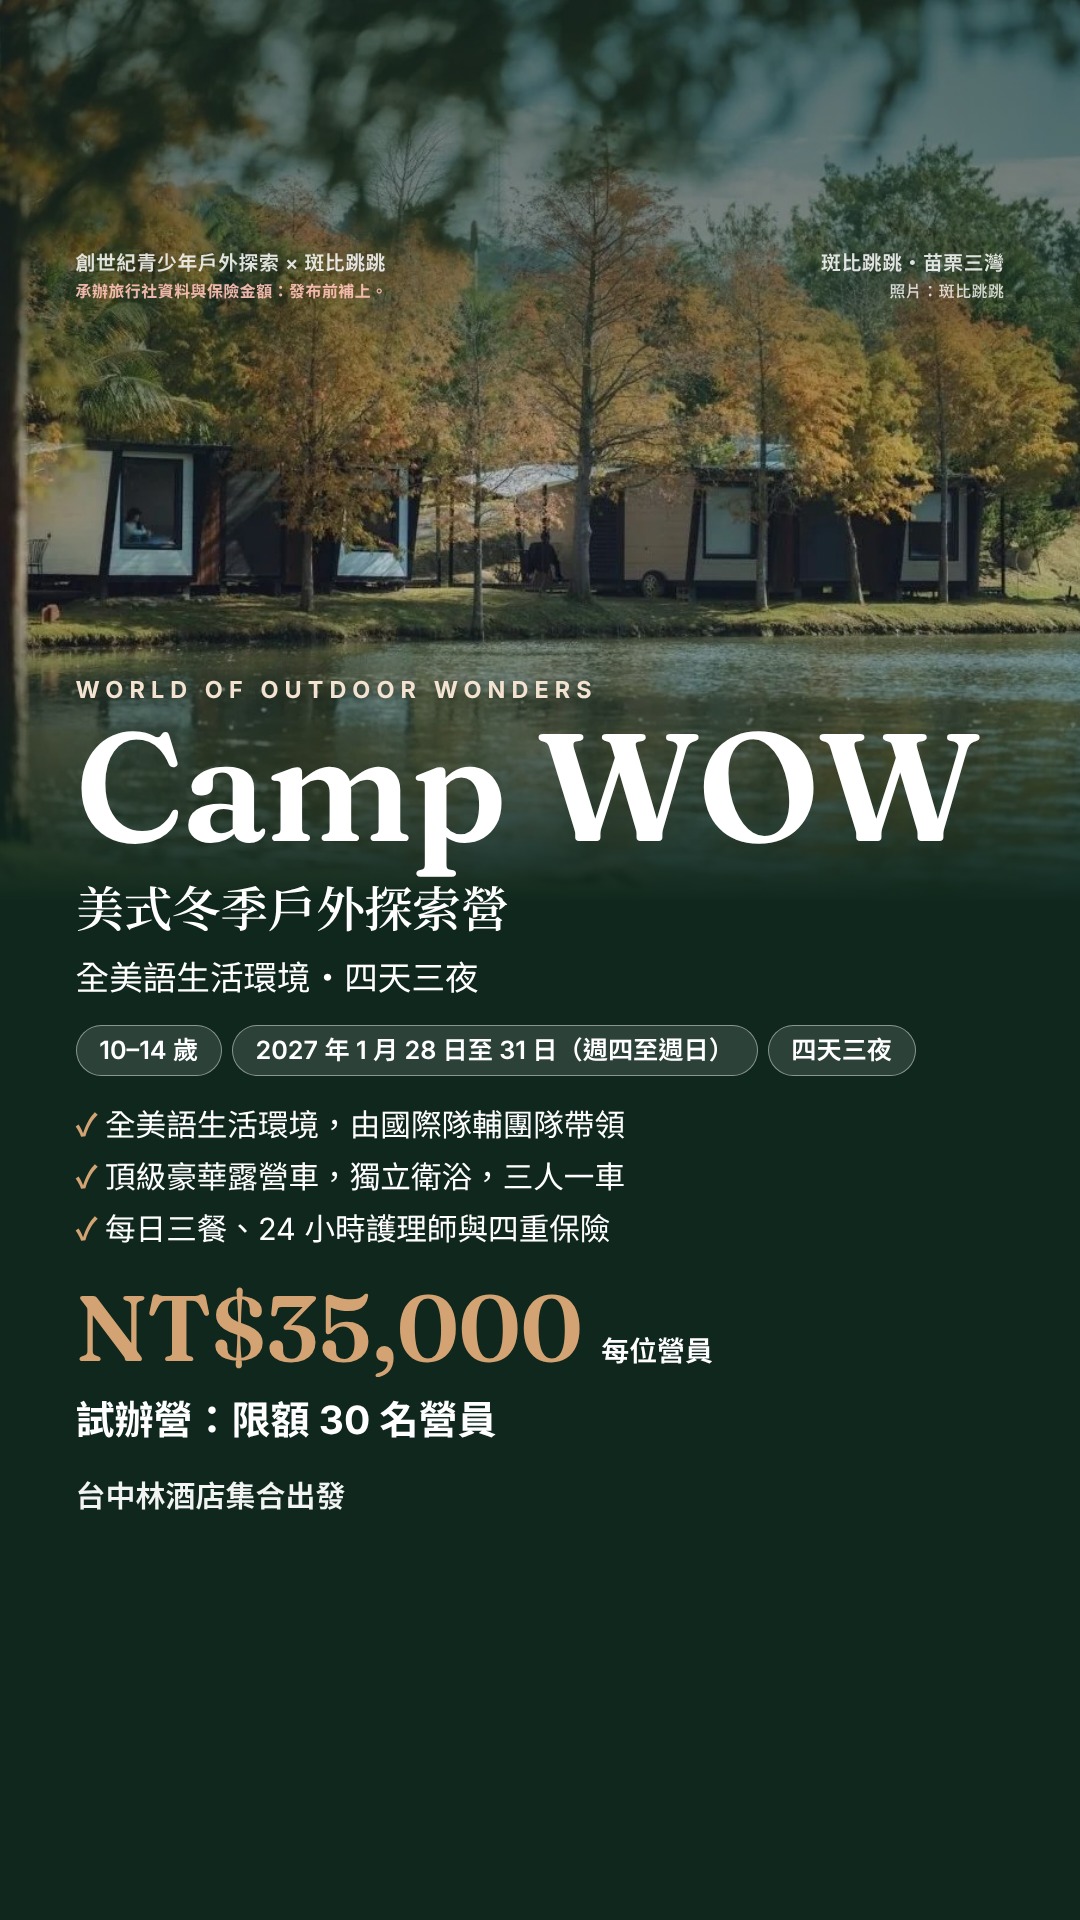 創世紀青少年戶外探索 × 斑比跳跳
承辦旅行社資料與保險金額：發布前補上。
斑比跳跳・苗栗三灣
照片：斑比跳跳
WORLD OF OUTDOOR WONDERS
Camp WOW
美式冬季戶外探索營
全美語生活環境・四天三夜
10–14 歲
2027 年 1 月 28 日至 31 日（週四至週日）
四天三夜
✓ 全美語生活環境，由國際隊輔團隊帶領
✓ 頂級豪華露營車，獨立衛浴，三人一車
✓ 每日三餐、24 小時護理師與四重保險
NT$35,000 每位營員
試辦營：限額 30 名營員
台中林酒店集合出發